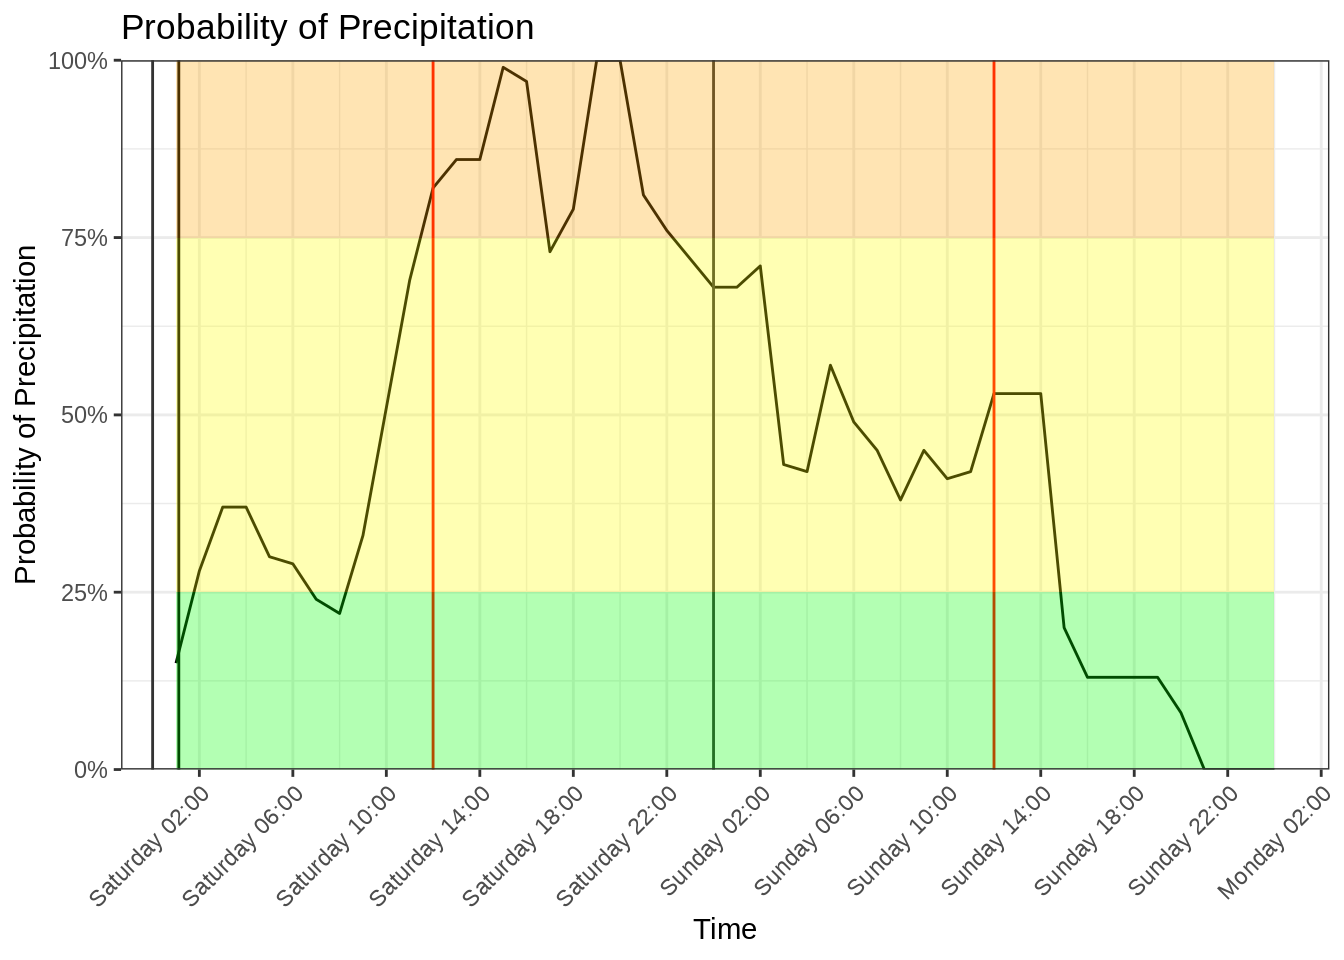 Probability of Precipitation
Probability of Precipitation
100%
75%
50%
25%
0%
Saturday 02:00
Saturday 06:00
Saturday 10:00
Saturday 14:00
Saturday 18:00
Saturday 22:00
Sunday 02:00
Sunday 06:00
Sunday 10:00
Sunday 14:00
Sunday 18:00
Sunday 22:00
Monday 02:00
Time